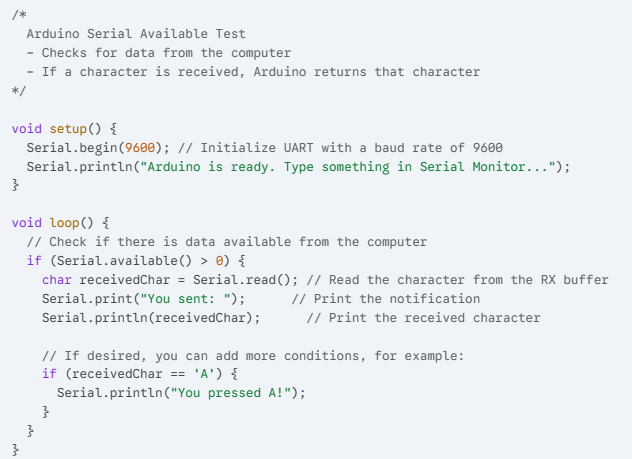 /*
  Arduino Serial Available Test
  - Checks for data from the computer
  - If a character is received, Arduino returns that character
*/

void setup() {
  Serial.begin(9600); // Initialize UART with a baud rate of 9600
  Serial.println("Arduino is ready. Type something in Serial Monitor...");
}

void loop() {
  // Check if there is data available from the computer
  if (Serial.available() > 0) {
    char receivedChar = Serial.read(); // Read the character from the RX buffer
    Serial.print("You sent: ");      // Print the notification
    Serial.println(receivedChar);      // Print the received character

    // If desired, you can add more conditions, for example:
    if (receivedChar == 'A') {
      Serial.println("You pressed A!");
    }
  }
}